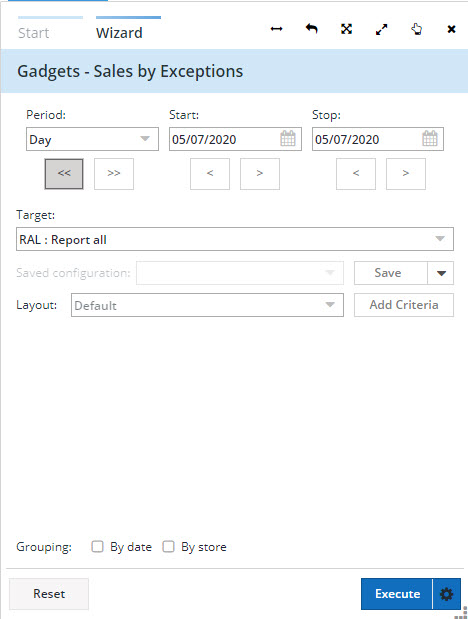 Start Wizard
Gadgets - Sales by Exceptions
Period: Start: Stop:
Day 05/07/2020 05/07/2020
<< >> < > < >
Target:
RAL : Report all
Saved configuration: Save
Layout: Default Add Criteria
Grouping: By date By store
Reset Execute